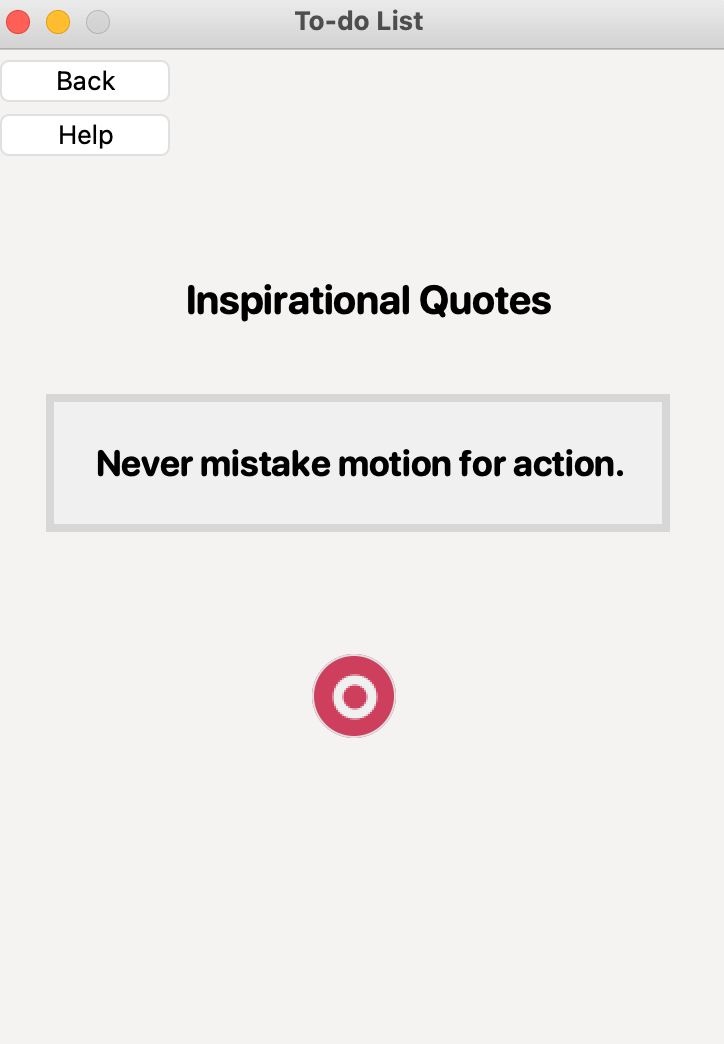 To-do List
Back
Help
Inspirational Quotes
Never mistake motion for action.